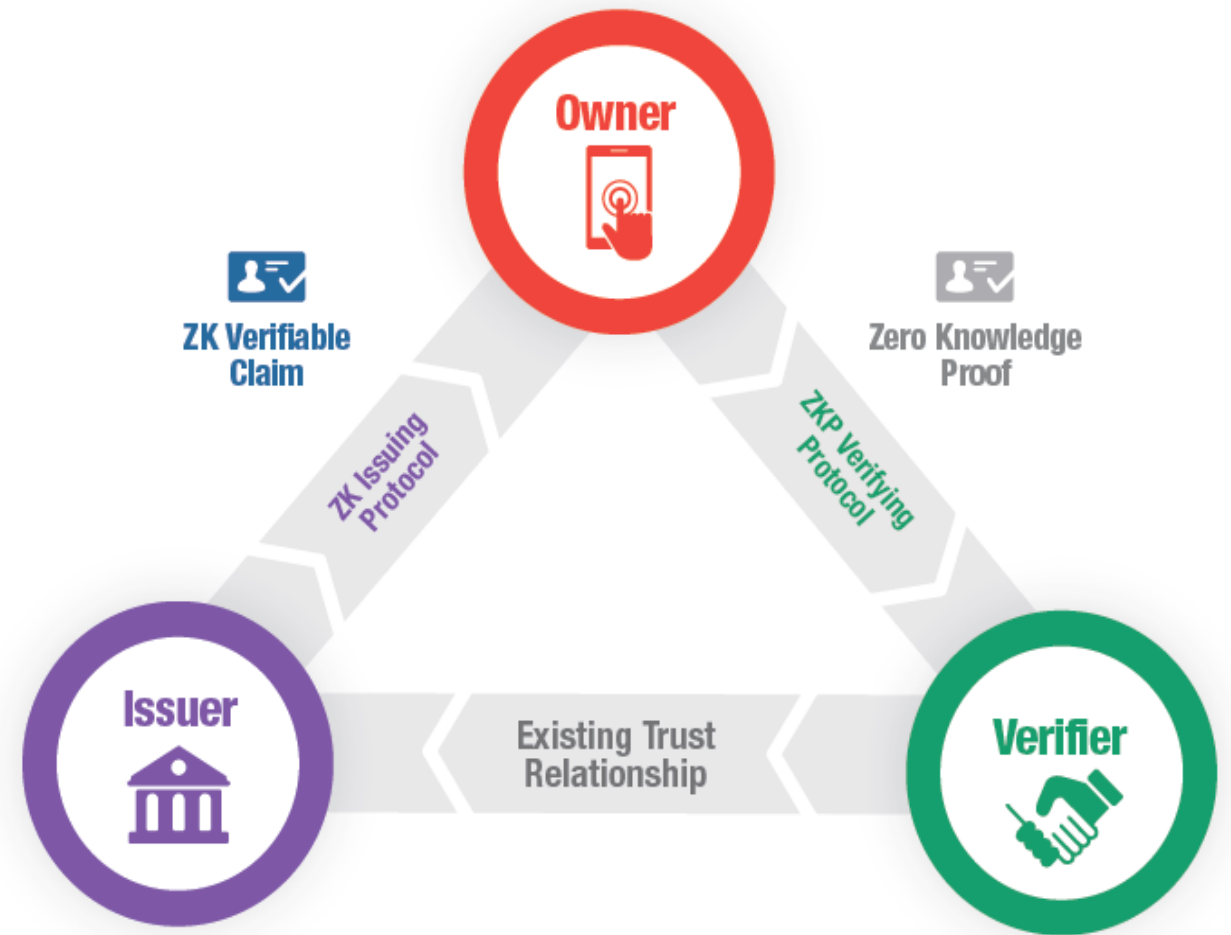 Owner
ZK Verifiable
Claim
Zero Knowledge
Proof
ZK Issuing
Protocol
ZKP Verifying
Protocol
Issuer
Existing Trust
Relationship
Verifier